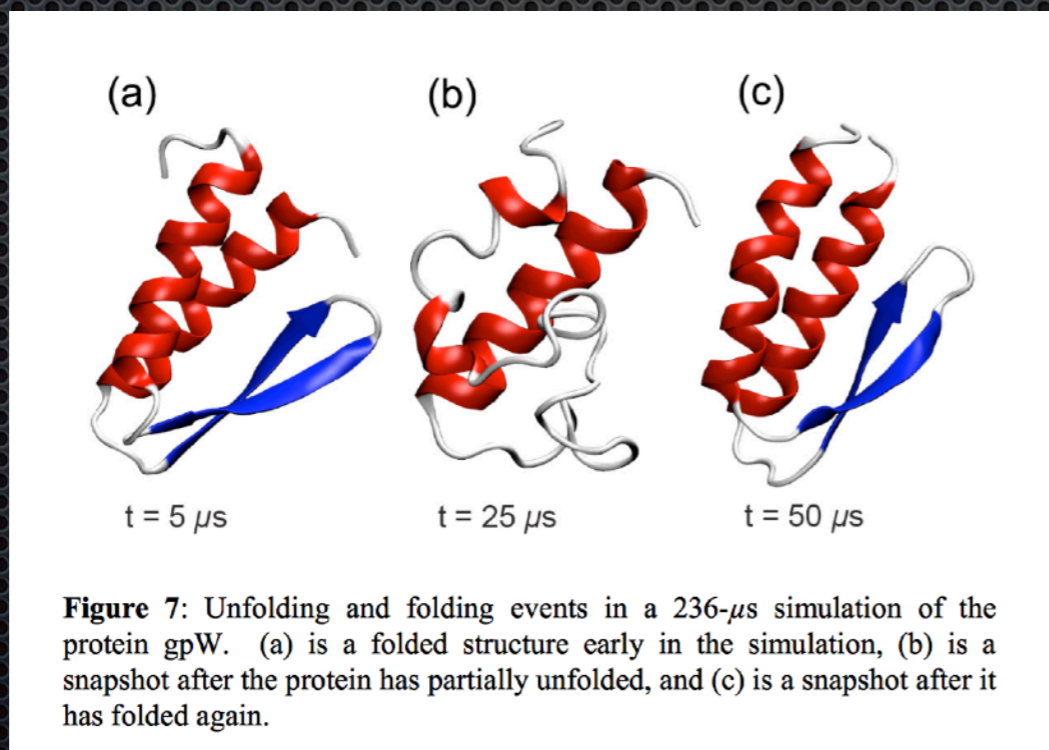 (a) (b) (c)
t = 5 μs t = 25 μs t = 50 μs
Figure 7: Unfolding and folding events in a 236-μs simulation of the
protein gpW. (a) is a folded structure early in the simulation, (b) is a
snapshot after the protein has partially unfolded, and (c) is a snapshot after it
has folded again.